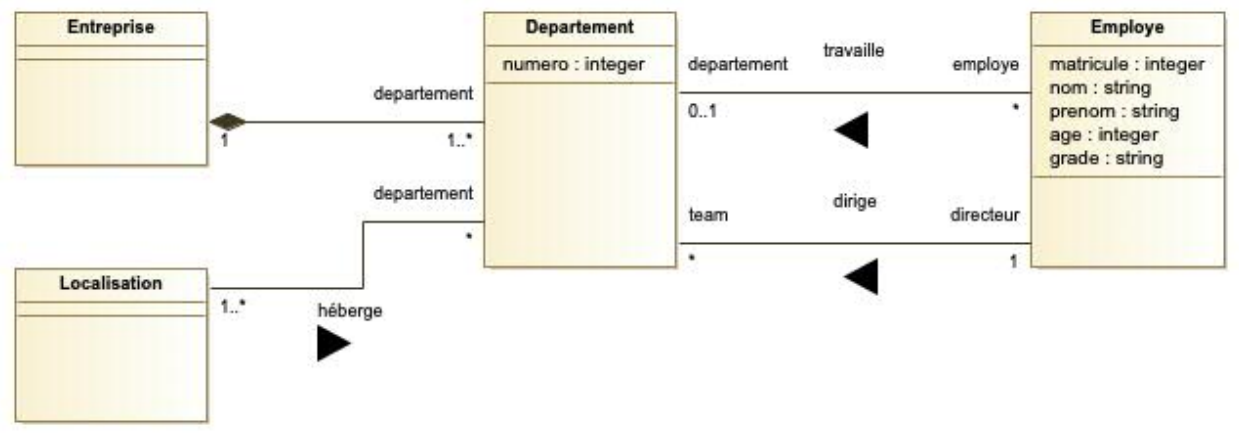 Entreprise
departement
1
1..*
Departement
numero : integer
departement
travaille
employe
0..1
*
team
dirige
directeur
*
1
Employe
matricule : integer
nom : string
prenom : string
age : integer
grade : string
departement
*
Localisation
1..*
héberge